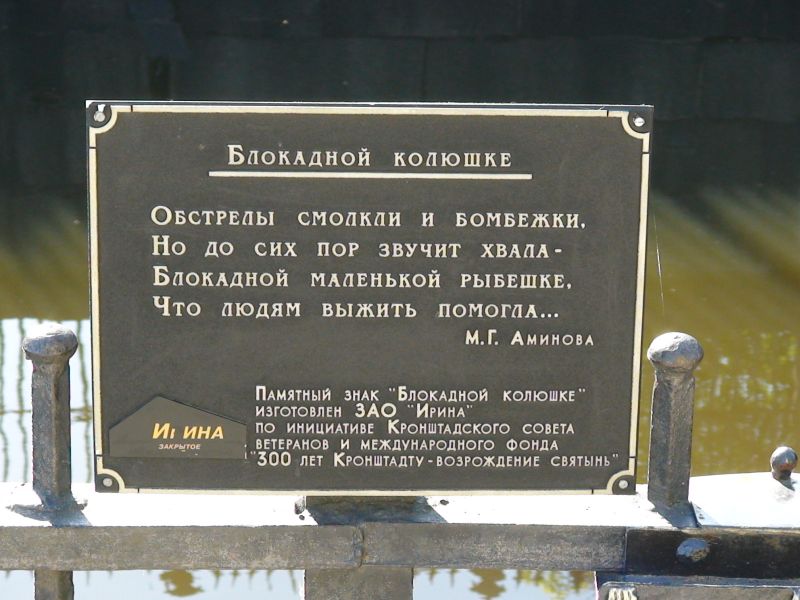 Блокадной колюшке
Обстрелы смолкли и бомбежки,
Но до сих пор звучит хвала-
Блокадной маленькой рыбешке,
Что людям выжить помогла...
М.Г. Аминова
Памятный знак "Блокадной колюшке"
изготовлен ЗАО "Ирина"
по инициативе Кронштадского совета
ветеранов и международного фонда
"300 лет Кронштадту-возрождение святынь"
ИРИНА
ЗАКРЫТОЕ